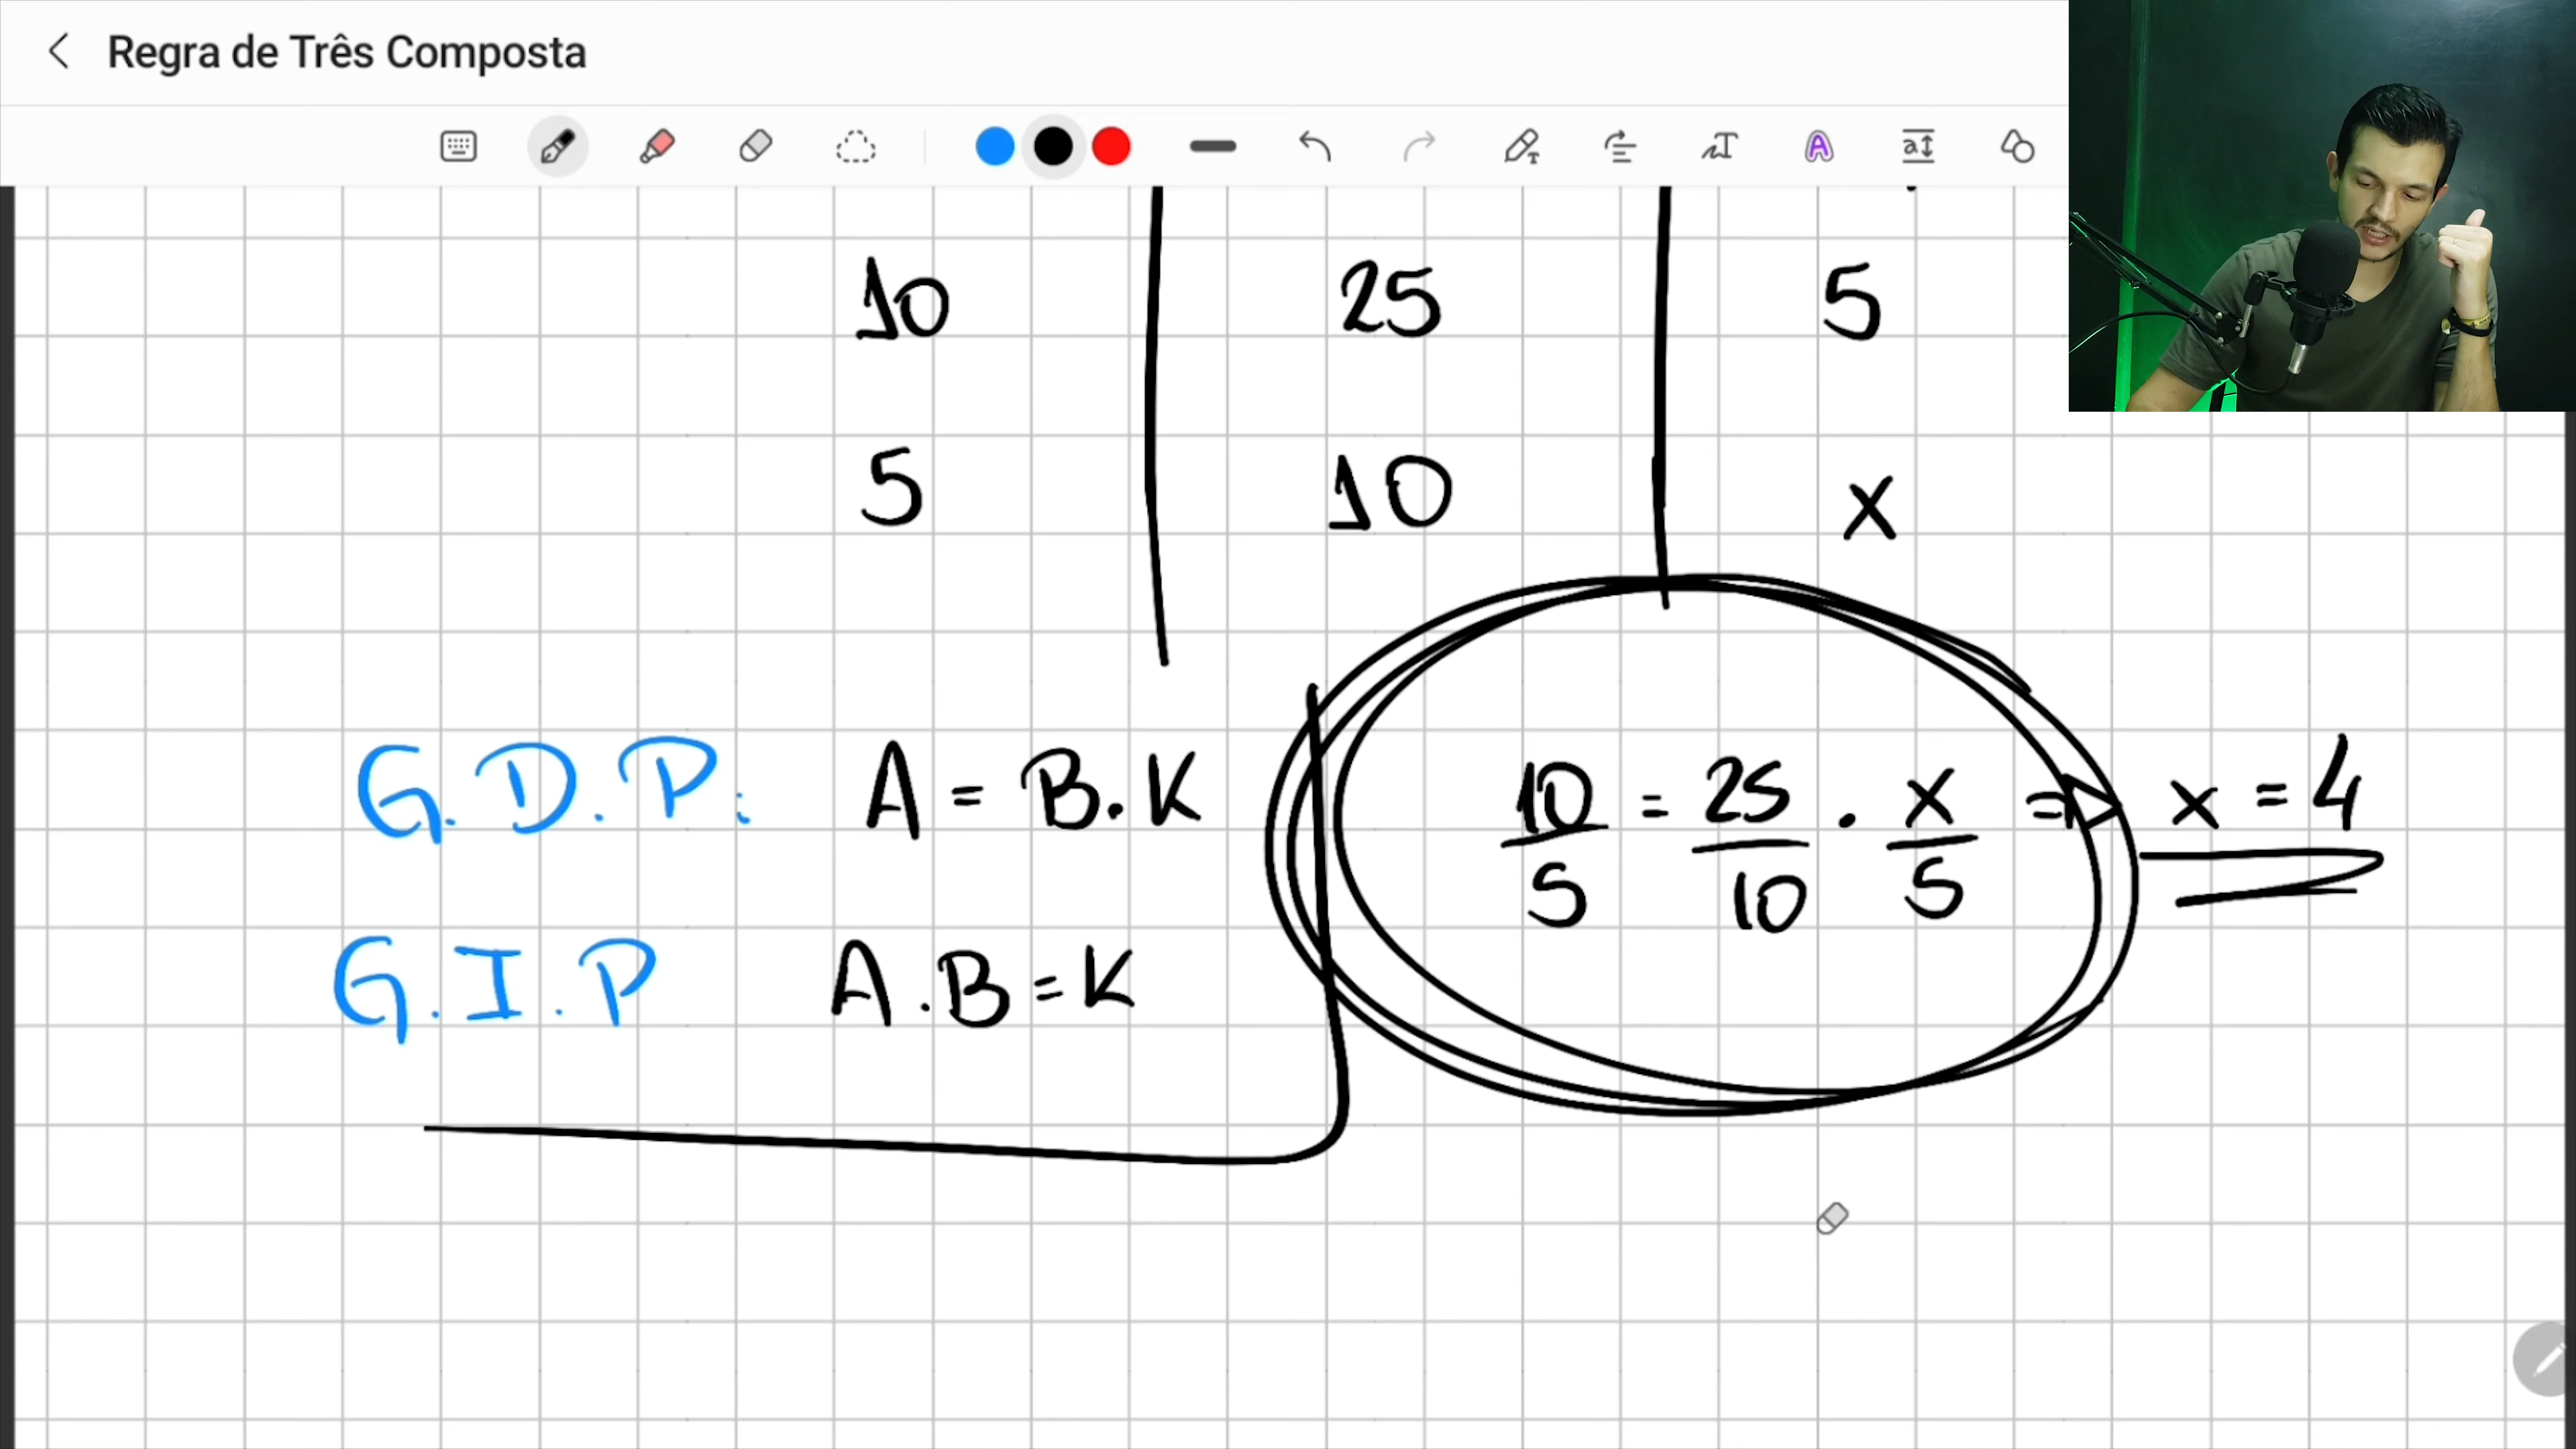 Regra de Três Composta
10 25 5
5 10 x
G.D.P: A = B.K
10/5 = 25/10 . x/5 => x = 4
G.I.P A.B=K